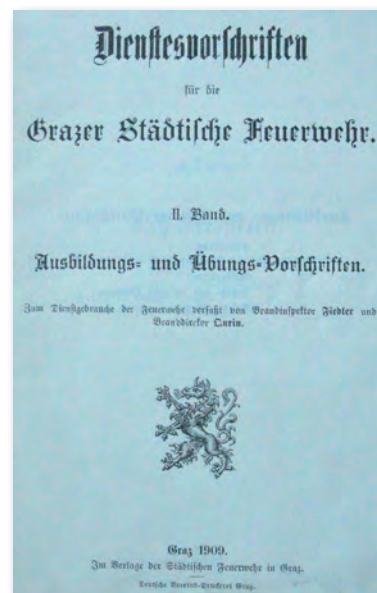 Dienstesvorschriften
für die
Grazer Städtische Feuerwehr.
II. Band.
Ausbildungs- und Übungs-Vorschriften.
Zum Dienstgebrauche der Feuerwehr verfaßt von Brandinspektor Fiedler und
Branddirektor Hurin.
Graz 1909.
Im Verlage der Städtischen Feuerwehr in Graz.
Deutsche Vereins-Druckerei Graz.